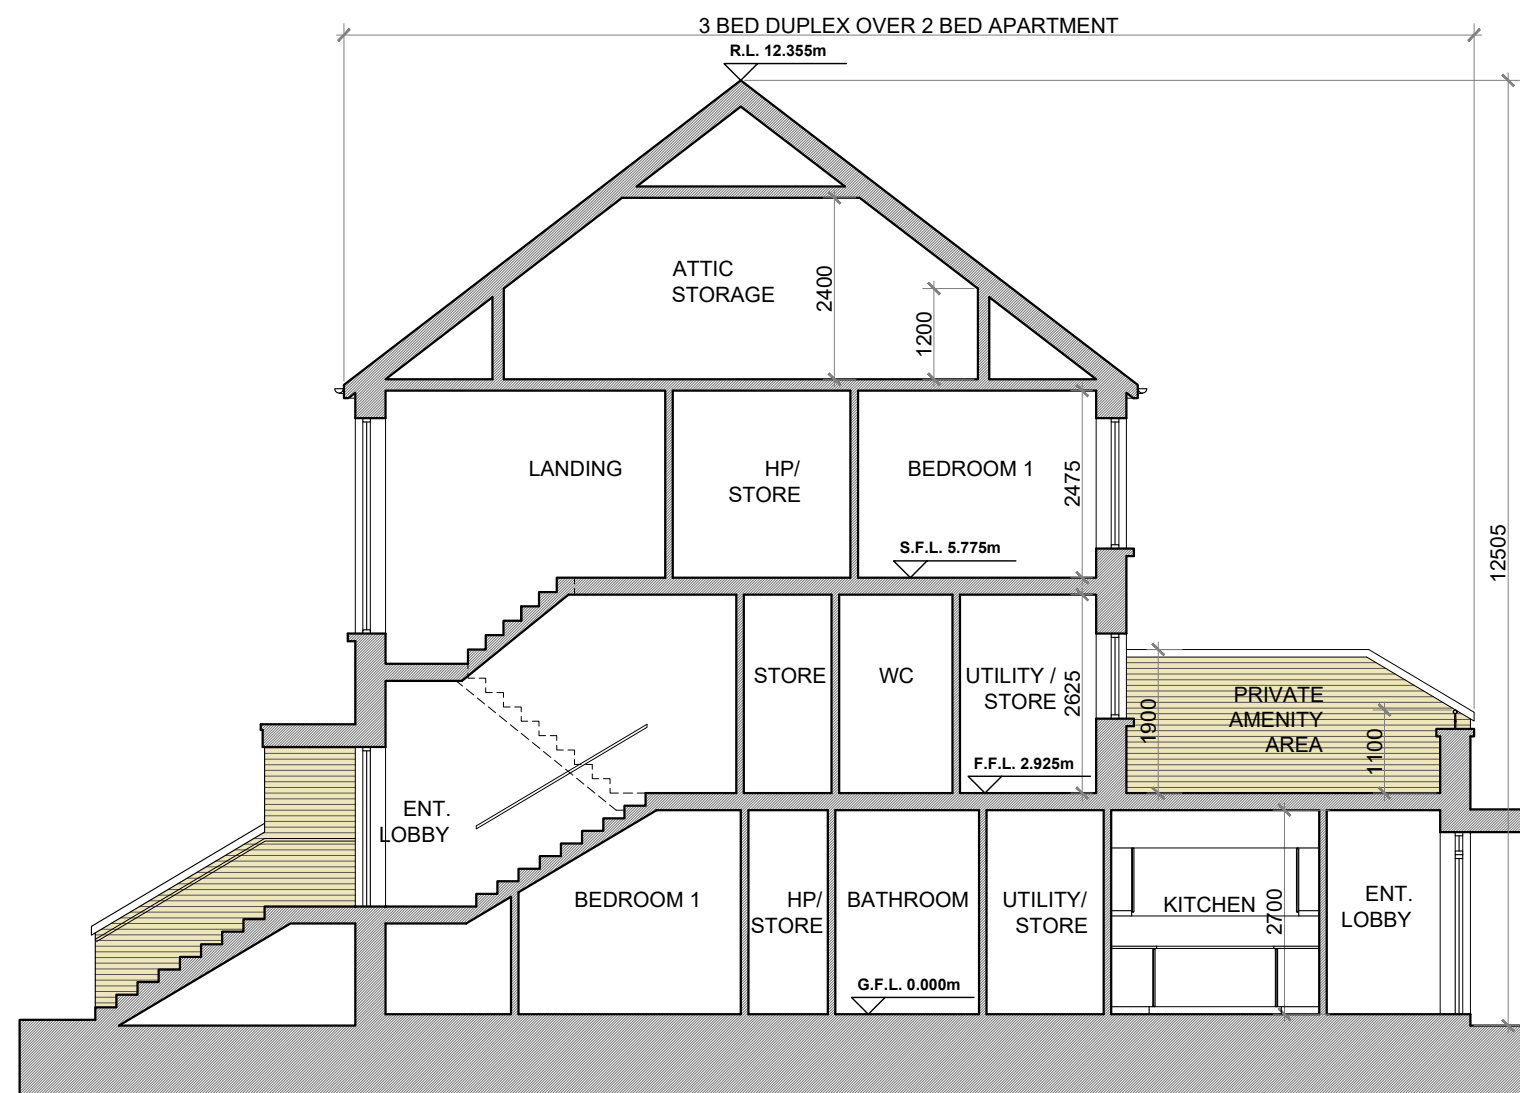 3 BED DUPLEX OVER 2 BED APARTMENT
R.L. 12.355m
ATTIC
STORAGE
2400
1200
LANDING
HP/
STORE
BEDROOM 1
2475
S.F.L. 5.775m
12505
STORE
WC
UTILITY /
STORE
2625
PRIVATE
AMENITY
AREA
1900
1100
F.F.L. 2.925m
ENT.
LOBBY
BEDROOM 1
HP/
STORE
BATHROOM
UTILITY/
STORE
KITCHEN
2700
ENT.
LOBBY
G.F.L. 0.000m